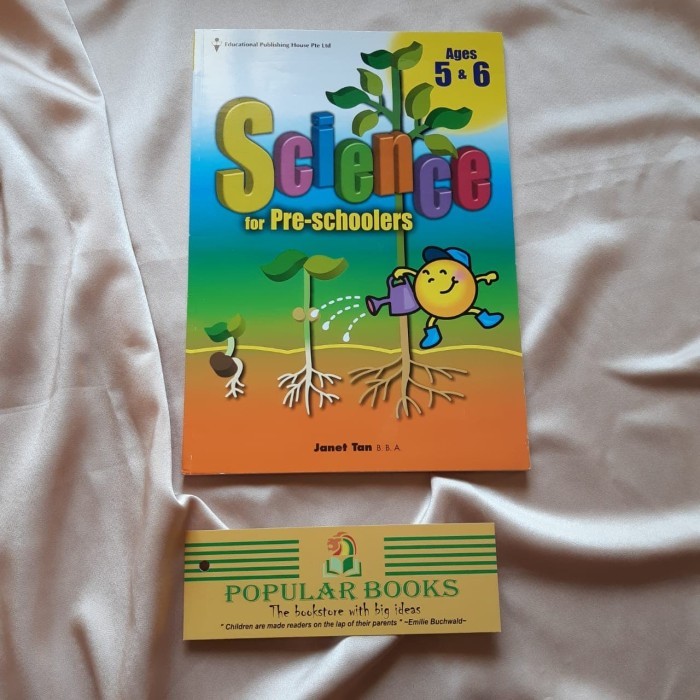 Educational Publishing House Pte Ltd
Ages
5 & 6
Science
for Pre-schoolers
Janet Tan B.B.A.
POPULAR BOOKS
The bookstore with big ideas
" Children are made readers on the lap of their parents " ~Emilie Buchwald~